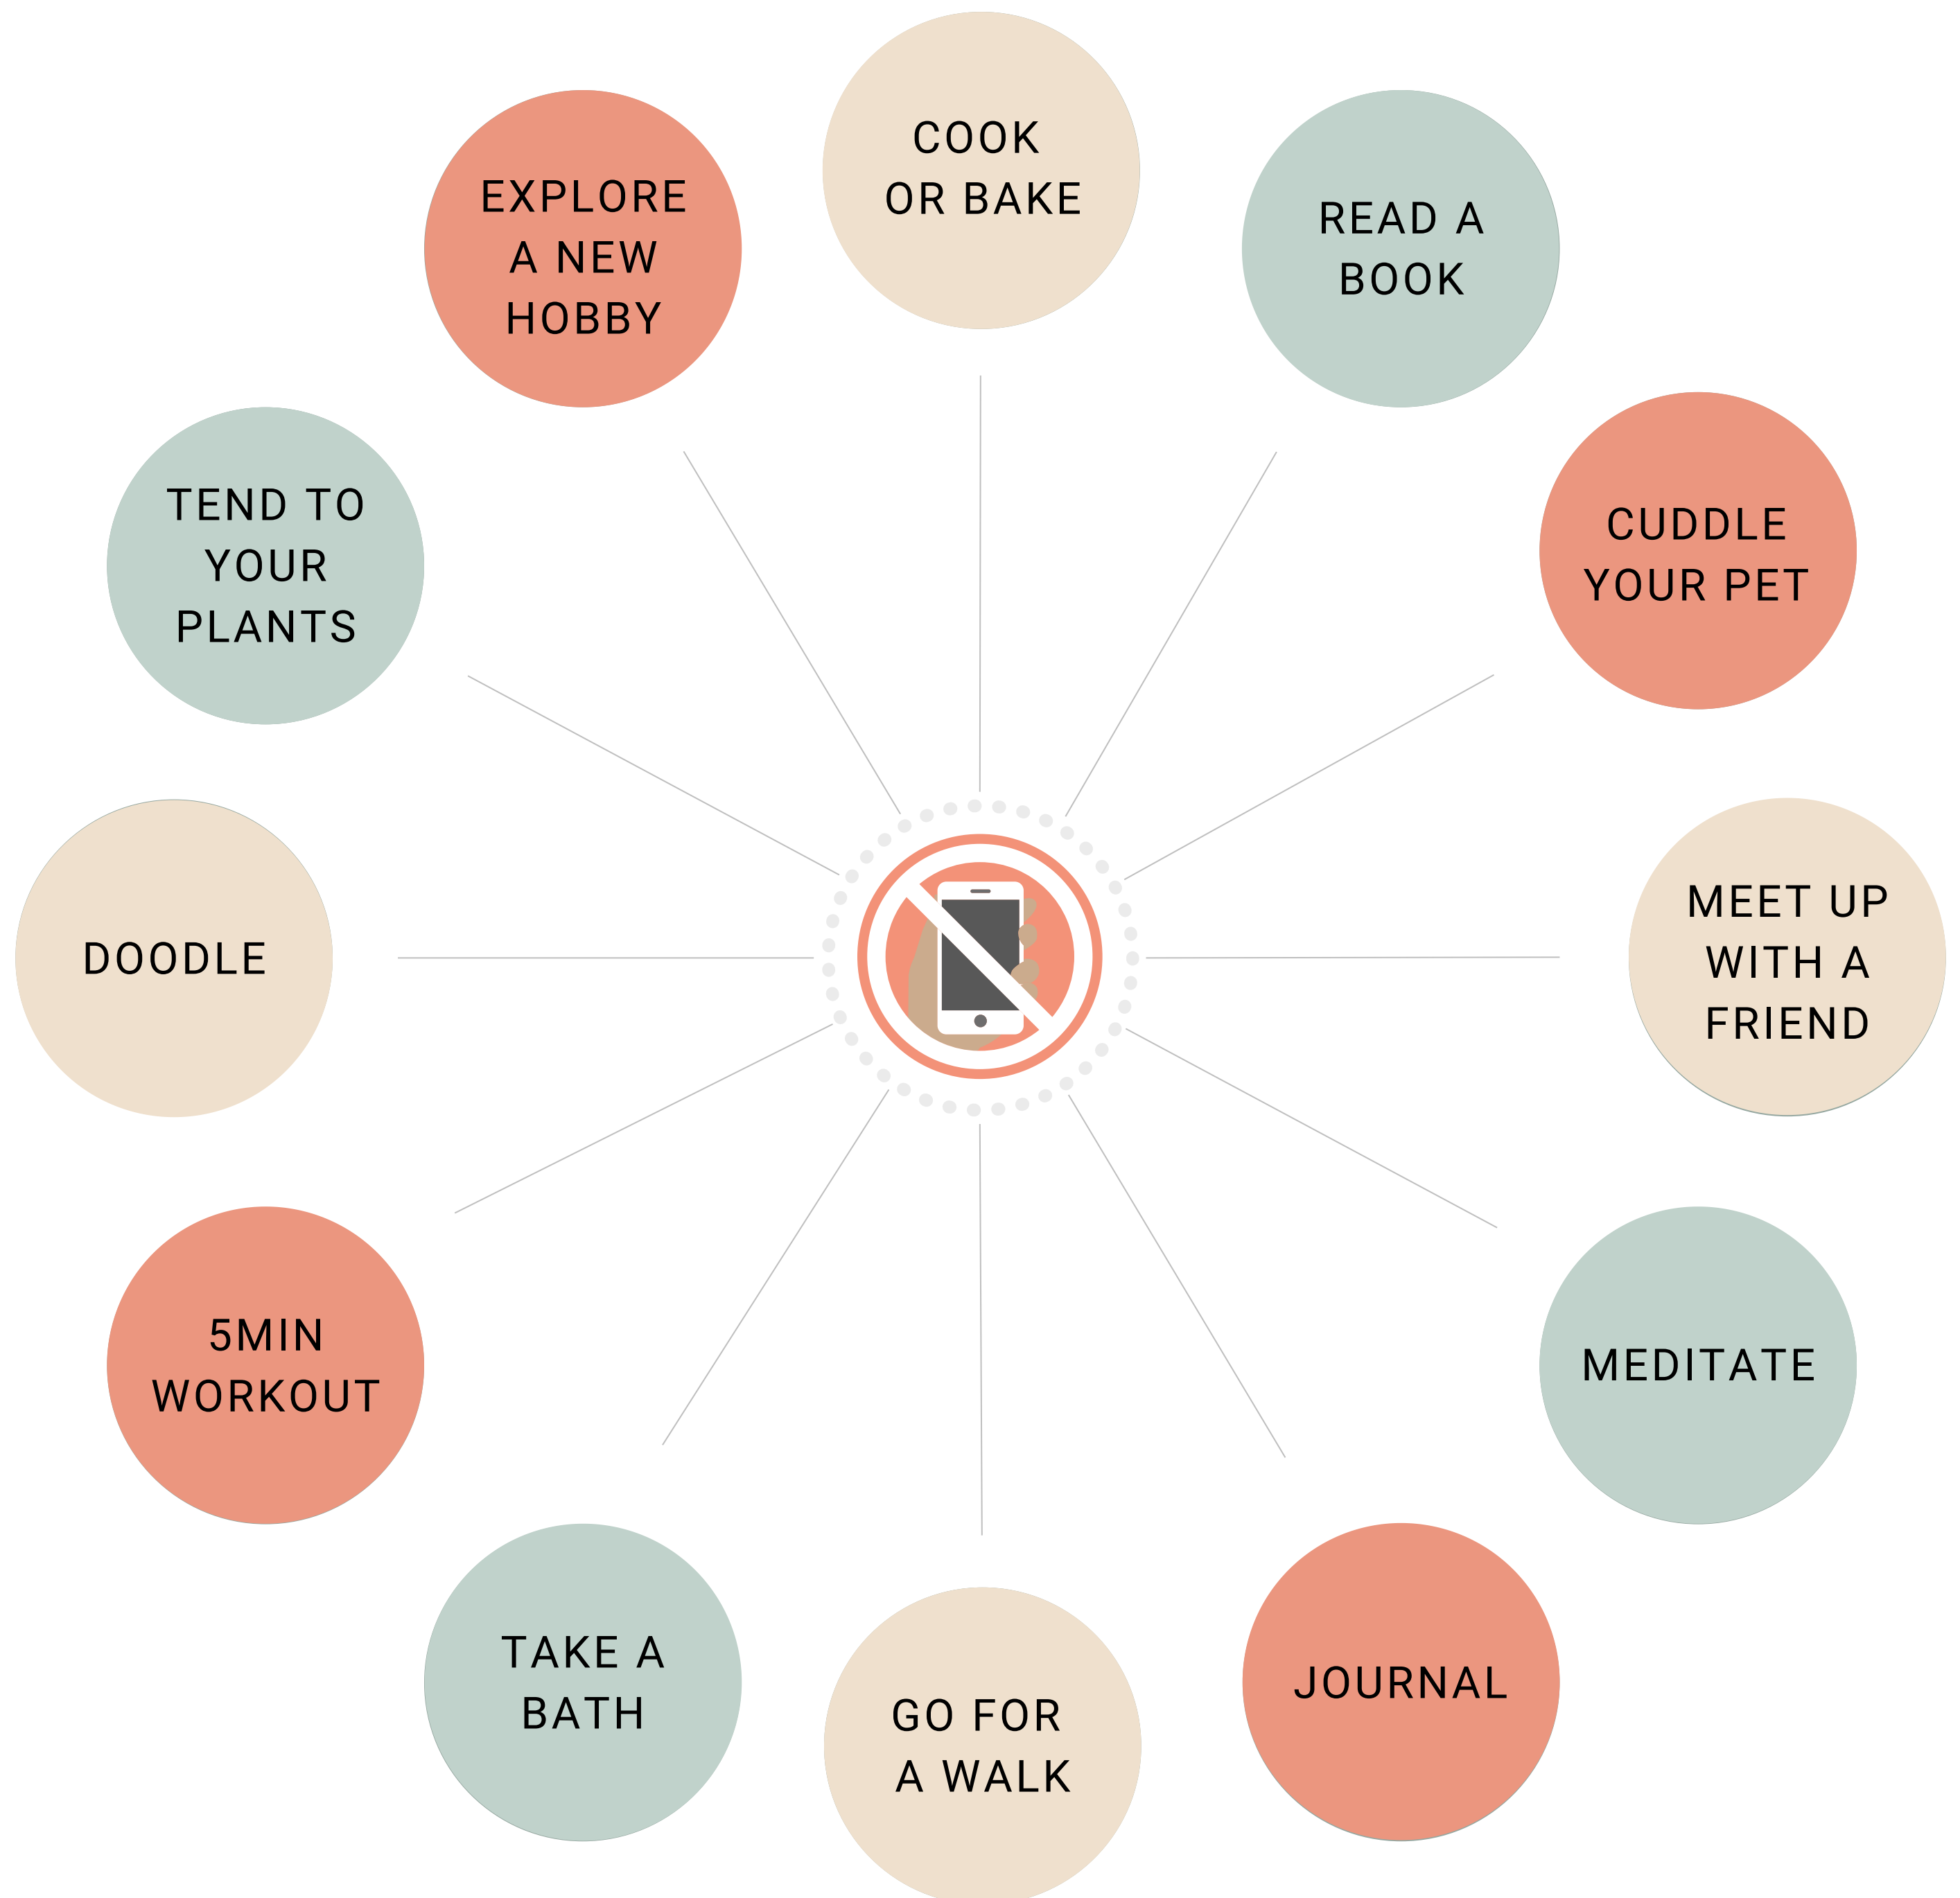 COOK
OR BAKE
READ A
BOOK
CUDDLE
YOUR PET
MEET UP
WITH A
FRIEND
MEDITATE
JOURNAL
GO FOR
A WALK
TAKE A
BATH
5MIN
WORKOUT
DOODLE
TEND TO
YOUR
PLANTS
EXPLORE
A NEW
HOBBY